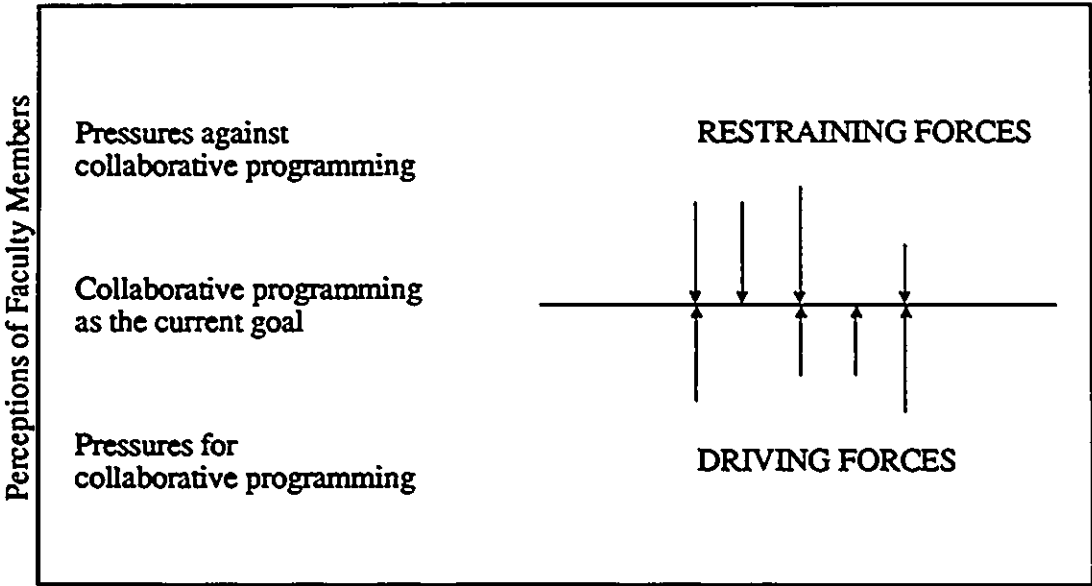 Perceptions of Faculty Members
Pressures against
collaborative programming
RESTRAINING FORCES
Collaborative programming
as the current goal
Pressures for
collaborative programming
DRIVING FORCES